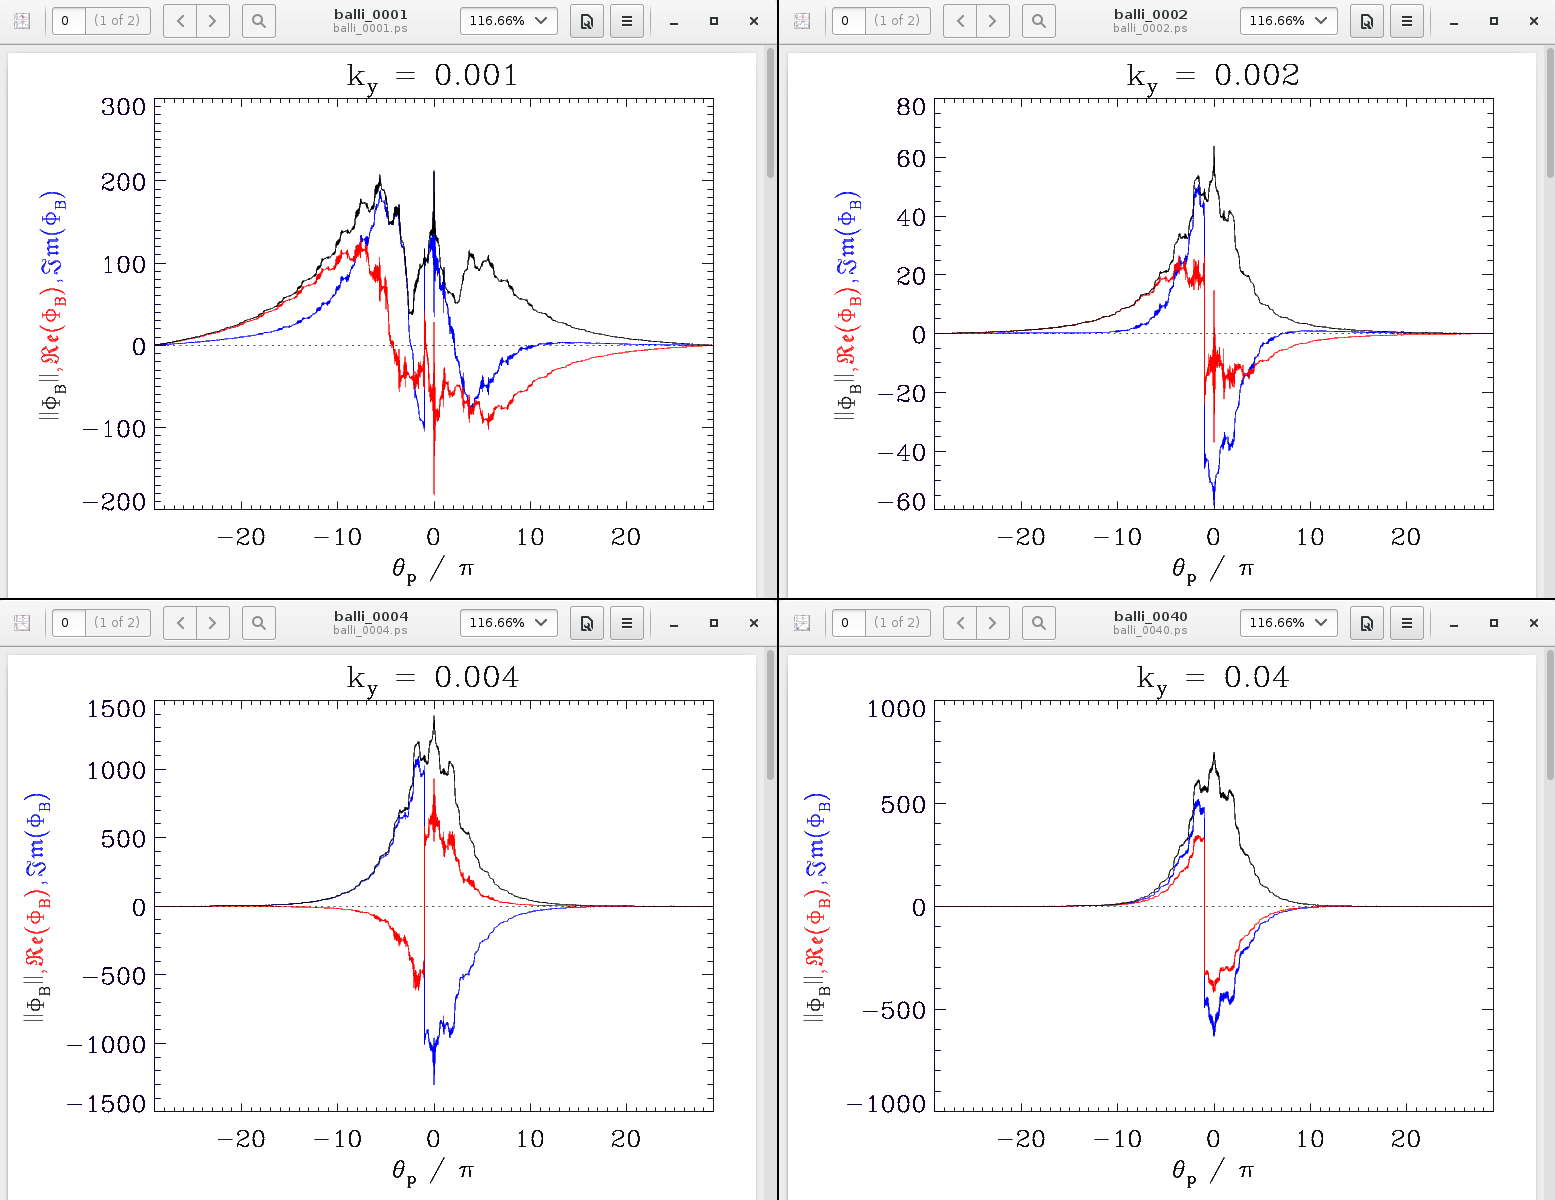 0 (1 of 2) balli_0001 116.66%
balli_0001.ps
k_y = 0.001
300
200
100
0
−100
−200
||Φ_B||, ℜe(Φ_B), ℑm(Φ_B)
−20 −10 0 10 20
θ_p / π
0 (1 of 2) balli_0002 116.66%
balli_0002.ps
k_y = 0.002
80
60
40
20
0
−20
−40
−60
||Φ_B||, ℜe(Φ_B), ℑm(Φ_B)
−20 −10 0 10 20
θ_p / π
0 (1 of 2) balli_0004 116.66%
balli_0004.ps
k_y = 0.004
1500
1000
500
0
−500
−1000
−1500
||Φ_B||, ℜe(Φ_B), ℑm(Φ_B)
−20 −10 0 10 20
θ_p / π
0 (1 of 2) balli_0040 116.66%
balli_0040.ps
k_y = 0.04
1000
500
0
−500
−1000
||Φ_B||, ℜe(Φ_B), ℑm(Φ_B)
−20 −10 0 10 20
θ_p / π